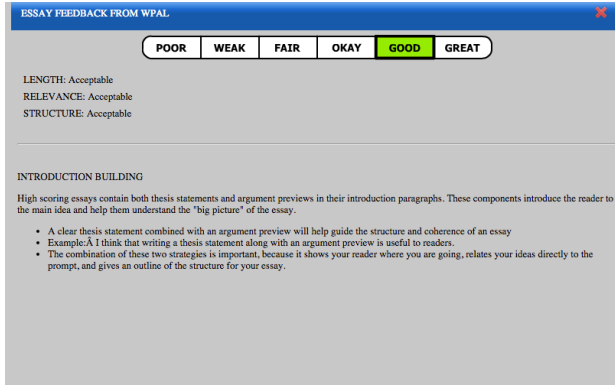 ESSAY FEEDBACK FROM WPAL
POOR WEAK FAIR OKAY GOOD GREAT
LENGTH: Acceptable
RELEVANCE: Acceptable
STRUCTURE: Acceptable
INTRODUCTION BUILDING
High scoring essays contain both thesis statements and argument previews in their introduction paragraphs. These components introduce the reader to
the main idea and help them understand the "big picture" of the essay.
• A clear thesis statement combined with an argument preview will help guide the structure and coherence of an essay
• Example:Â I think that writing a thesis statement along with an argument preview is useful to readers.
• The combination of these two strategies is important, because it shows your reader where you are going, relates your ideas directly to the
prompt, and gives an outline of the structure for your essay.